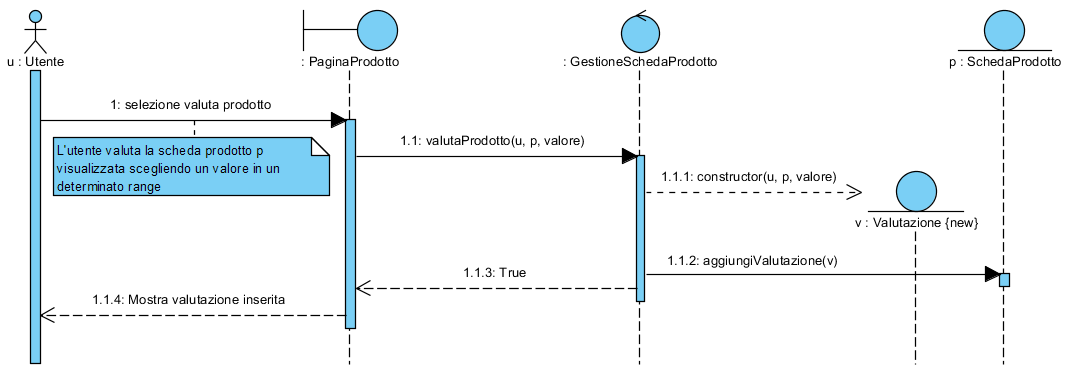 u : Utente
: PaginaProdotto
: GestioneSchedaProdotto
p : SchedaProdotto
1: selezione valuta prodotto
L'utente valuta la scheda prodotto p
visualizzata scegliendo un valore in un
determinato range
1.1: valutaProdotto(u, p, valore)
1.1.1: constructor(u, p, valore)
v : Valutazione {new}
1.1.2: aggiungiValutazione(v)
1.1.3: True
1.1.4: Mostra valutazione inserita